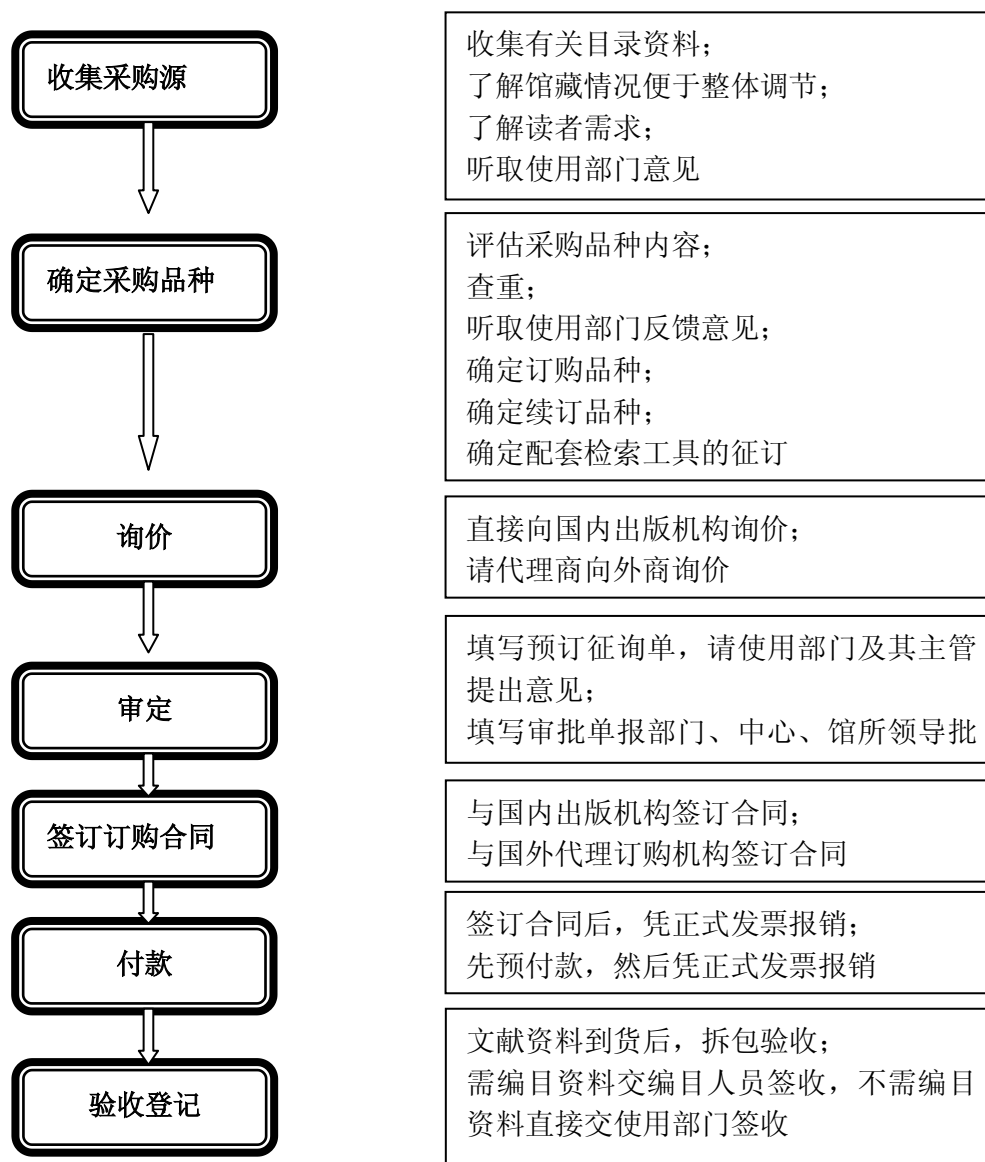 收集采购源
收集有关目录资料；
了解馆藏情况便于整体调节；
了解读者需求；
听取使用部门意见
确定采购品种
评估采购品种内容；
查重；
听取使用部门反馈意见；
确定订购品种；
确定续订品种；
确定配套检索工具的征订
询价
直接向国内出版机构询价；
请代理商向外商询价
审定
填写预订征询单，请使用部门及其主管
提出意见；
填写审批单报部门、中心、馆所领导批
签订订购合同
与国内出版机构签订合同；
与国外代理订购机构签订合同
付款
签订合同后，凭正式发票报销；
先预付款，然后凭正式发票报销
验收登记
文献资料到货后，拆包验收；
需编目资料交编目人员签收，不需编目
资料直接交使用部门签收